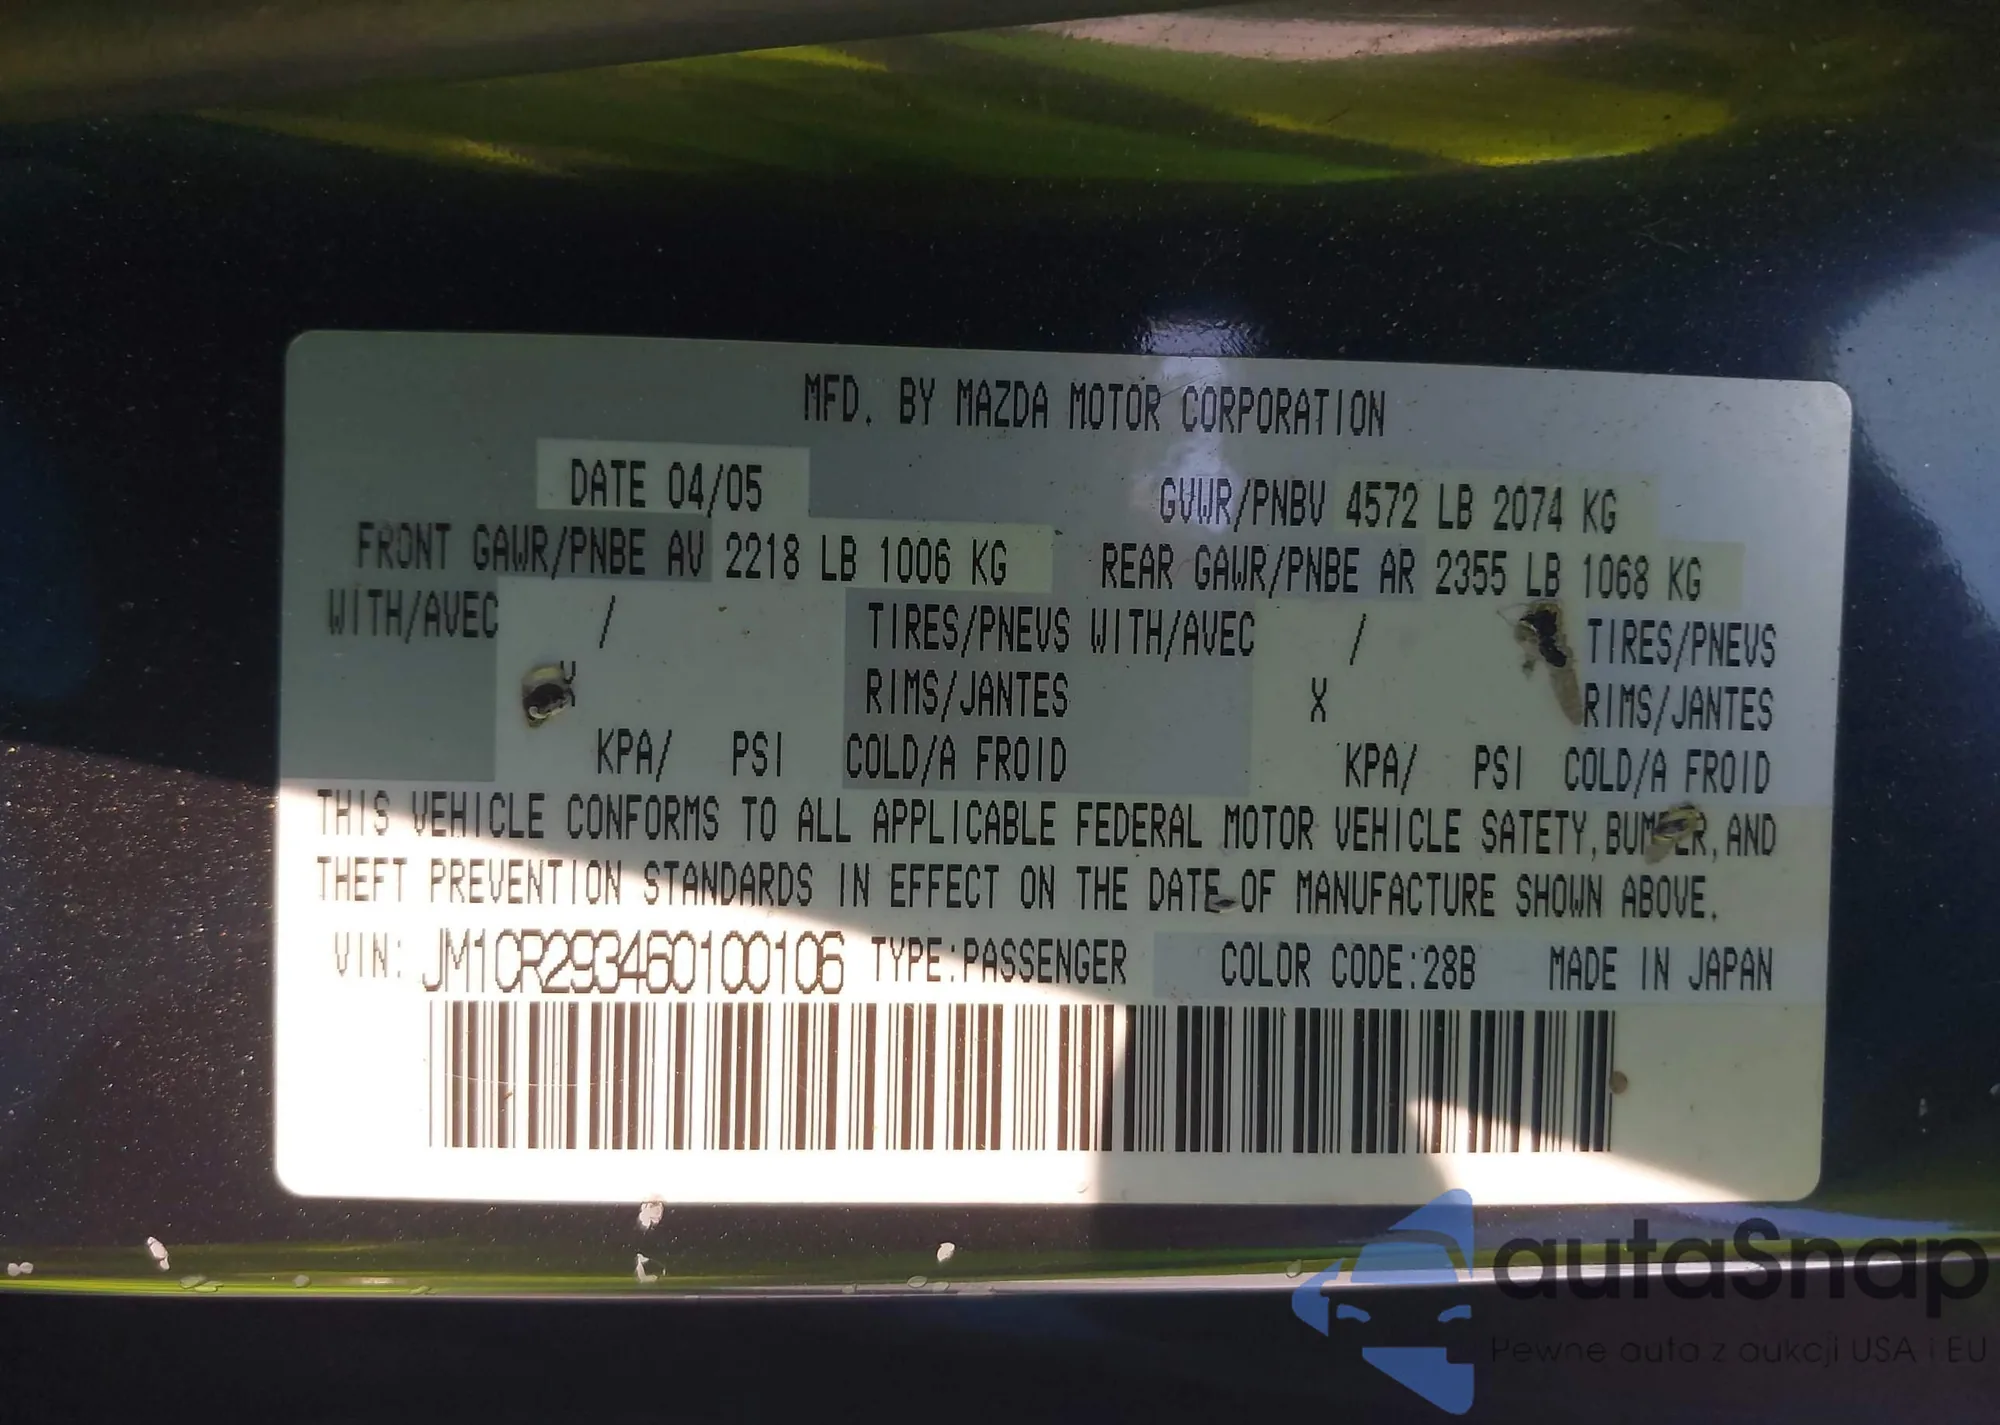 MFD. BY MAZDA MOTOR CORPORATION
DATE 04/05 GVWR/PNBV 4572 LB 2074 KG
FRONT GAWR/PNBE AV 2218 LB 1006 KG REAR GAWR/PNBE AR 2355 LB 1068 KG
WITH/AVEC / TIRES/PNEUS WITH/AVEC / TIRES/PNEUS
RIMS/JANTES X RIMS/JANTES
KPA/ PSI COLD/A FROID KPA/ PSI COLD/A FROID
THIS VEHICLE CONFORMS TO ALL APPLICABLE FEDERAL MOTOR VEHICLE SATETY, AND
THEFT PREVENTION STANDARDS IN EFFECT ON THE DATE OF MANUFACTURE SHOWN ABOVE.
VIN: JM1CR293460100106 TYPE:PASSENGER COLOR CODE:28B MADE IN JAPAN
autaSnap
Pewne auta z aukcji USA i EU